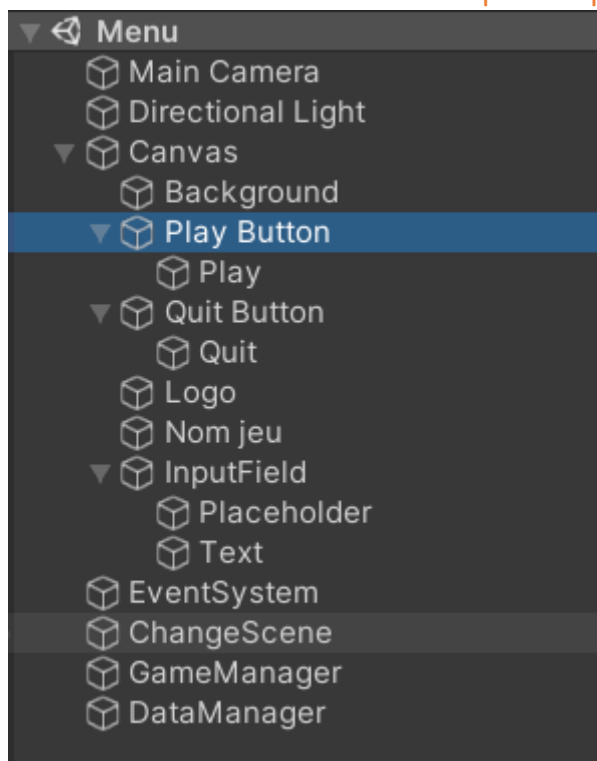 Menu
Main Camera
Directional Light
Canvas
Background
Play Button
Play
Quit Button
Quit
Logo
Nom jeu
InputField
Placeholder
Text
EventSystem
ChangeScene
GameManager
DataManager